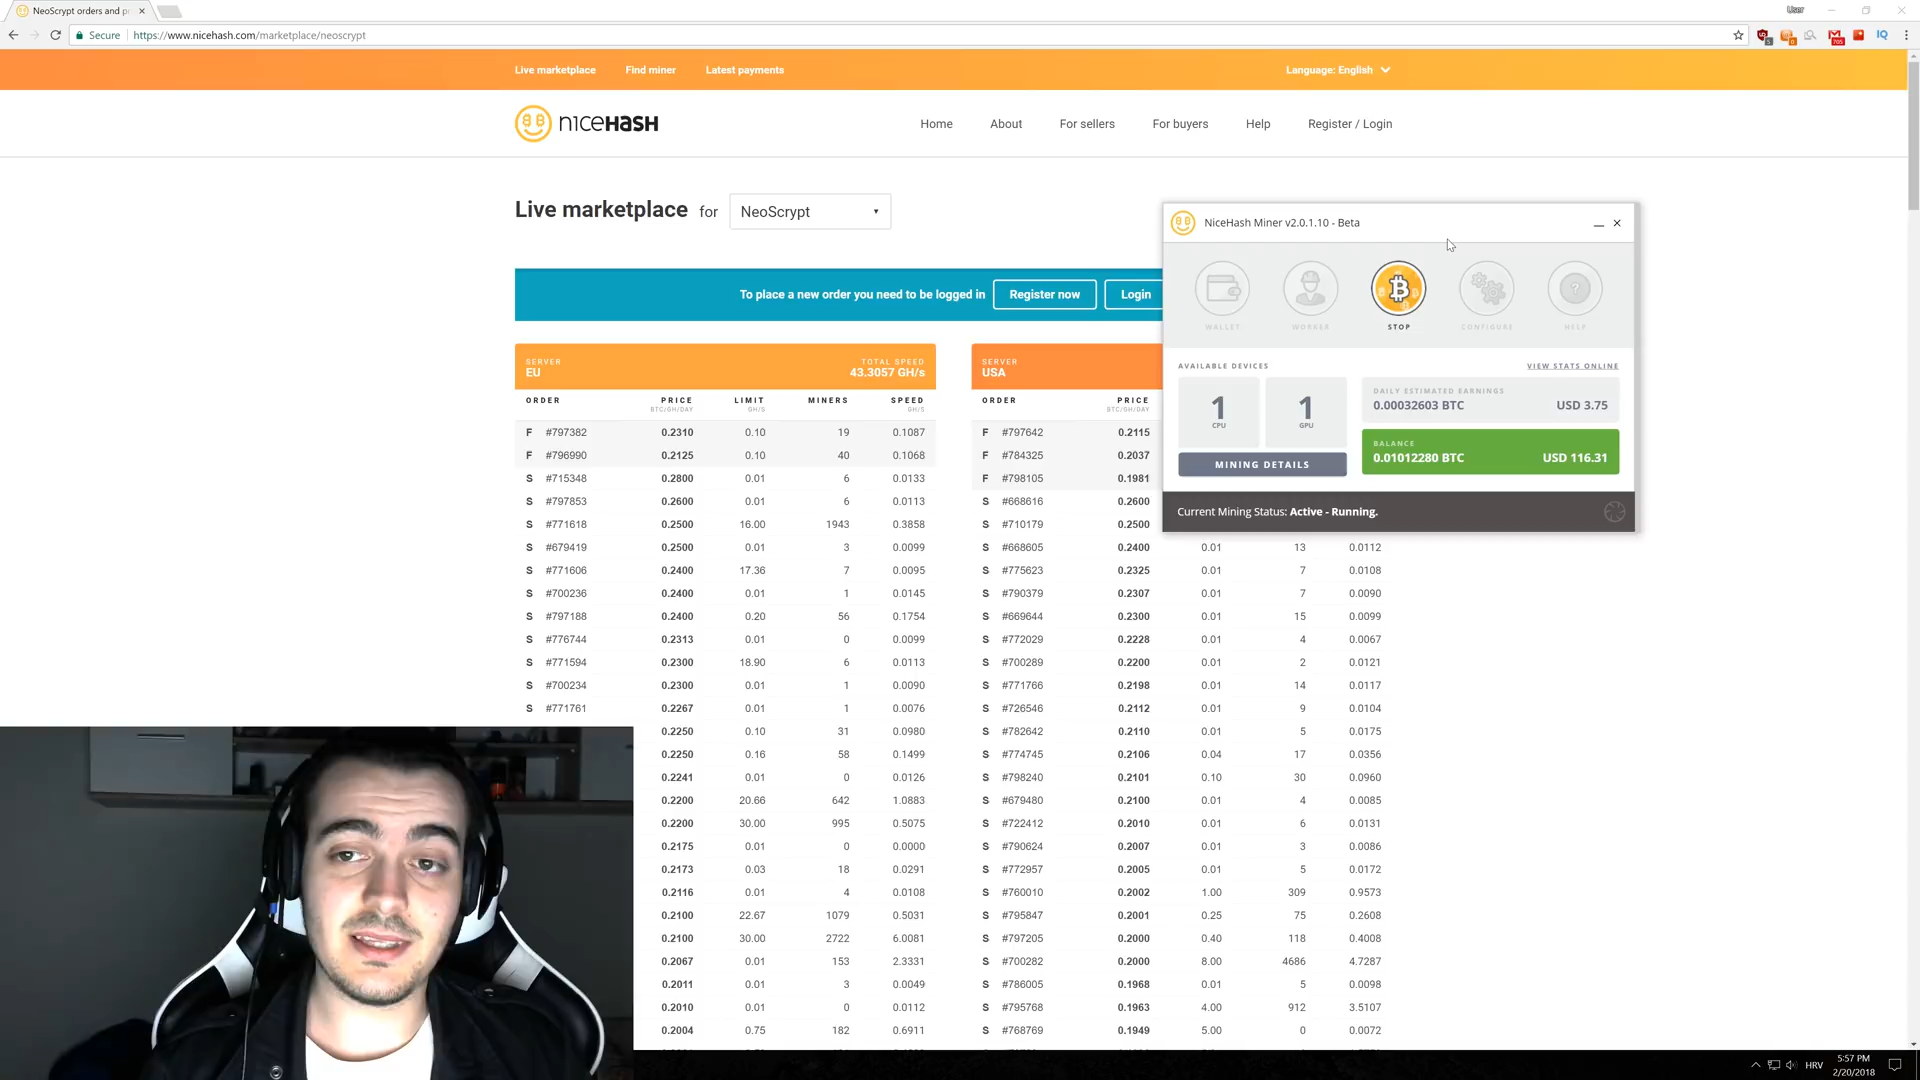 NeoScrypt orders and pr
User
Secure https://www.nicehash.com/marketplace/neoscrypt
Live marketplace Find miner Latest payments Language: English
nıceHASH Home About For sellers For buyers Help Register / Login
Live marketplace for NeoScrypt
To place a new order you need to be logged in Register now Login
SERVER TOTAL SPEED
EU 43.3057 GH/s
ORDER PRICE LIMIT MINERS SPEED
BTC/GH/DAY GH/S GH/S
F #797382 0.2310 0.10 19 0.1087
F #796990 0.2125 0.10 40 0.1068
S #715348 0.2800 0.01 6 0.0133
S #797853 0.2600 0.01 6 0.0113
S #771618 0.2500 16.00 1943 0.3858
S #679419 0.2500 0.01 3 0.0099
S #771606 0.2400 17.36 7 0.0095
S #700236 0.2400 0.01 1 0.0145
S #797188 0.2400 0.20 56 0.1754
S #776744 0.2313 0.01 0 0.0099
S #771594 0.2300 18.90 6 0.0113
S #700234 0.2300 0.01 1 0.0090
S #771761 0.2267 0.01 1 0.0076
0.2250 0.10 31 0.0980
0.2250 0.16 58 0.1499
0.2241 0.01 0 0.0126
0.2200 20.66 642 1.0883
0.2200 30.00 995 0.5075
0.2175 0.01 0 0.0000
0.2173 0.03 18 0.0291
0.2116 0.01 4 0.0108
0.2100 22.67 1079 0.5031
0.2100 30.00 2722 6.0081
0.2067 0.01 153 2.3331
0.2011 0.01 3 0.0049
0.2010 0.01 0 0.0112
0.2004 0.75 182 0.6911
SERVER
USA
ORDER PRICE
BTC/GH/DAY
F #797642 0.2115
F #784325 0.2037
F #798105 0.1981
S #668616 0.2600
S #710179 0.2500
S #668605 0.2400 0.01 13 0.0112
S #775623 0.2325 0.01 7 0.0108
S #790379 0.2307 0.01 7 0.0090
S #669644 0.2300 0.01 15 0.0099
S #772029 0.2228 0.01 4 0.0067
S #700289 0.2200 0.01 2 0.0121
S #771766 0.2198 0.01 14 0.0117
S #726546 0.2112 0.01 9 0.0104
S #782642 0.2110 0.01 5 0.0175
S #774745 0.2106 0.04 17 0.0356
S #798240 0.2101 0.10 30 0.0960
S #679480 0.2100 0.01 4 0.0085
S #722412 0.2010 0.01 6 0.0131
S #790624 0.2007 0.01 3 0.0086
S #772957 0.2005 0.01 5 0.0172
S #760010 0.2002 1.00 309 0.9573
S #795847 0.2001 0.25 75 0.2608
S #797205 0.2000 0.40 118 0.4008
S #700282 0.2000 8.00 4686 4.7287
S #786005 0.1968 0.01 5 0.0098
S #795768 0.1963 4.00 912 3.5107
S #768769 0.1949 5.00 0 0.0072
NiceHash Miner v2.0.1.10 - Beta
WALLET WORKER STOP CONFIGURE HELP
AVAILABLE DEVICES VIEW STATS ONLINE
1 CPU 1 GPU
DAILY ESTIMATED EARNINGS
0.00032603 BTC USD 3.75
BALANCE
0.01012280 BTC USD 116.31
MINING DETAILS
Current Mining Status: Active - Running.
HRV
5:57 PM
2/20/2018